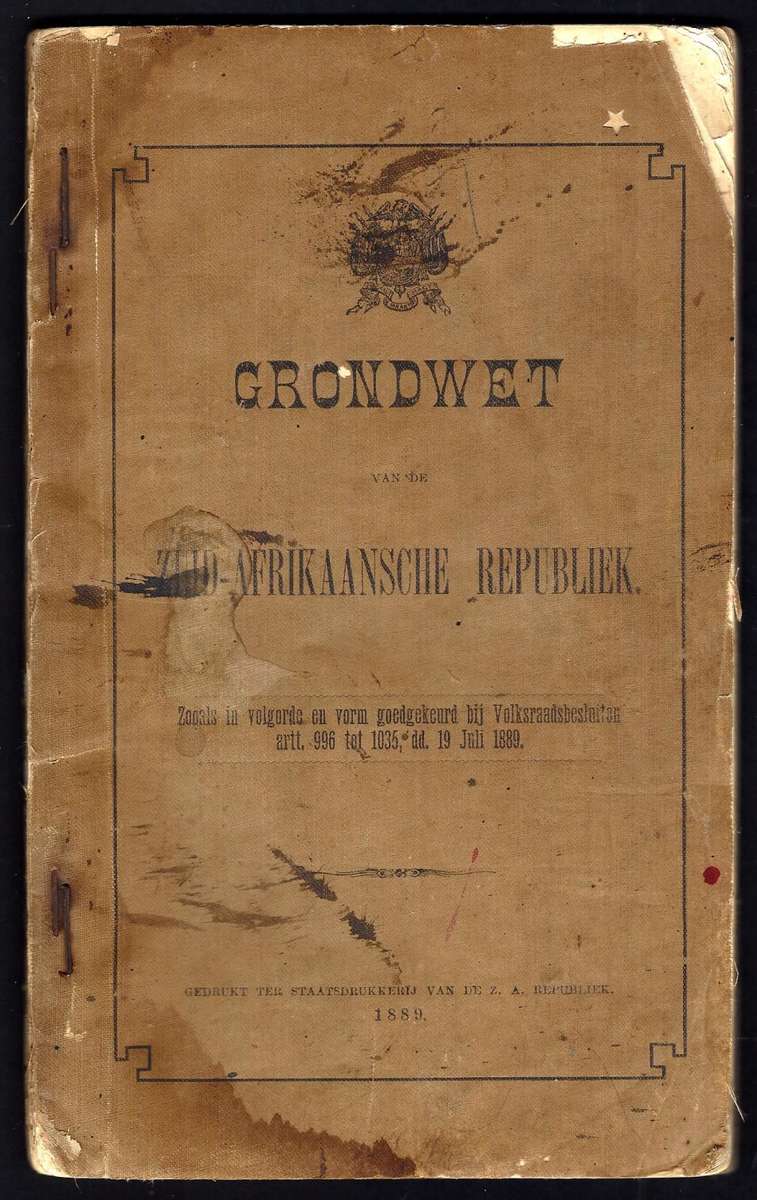 GRONDWET
VAN DE
ZUID-AFRIKAANSCHE REPUBLIEK.
Zooals in volgorde en vorm goedgekeurd bij Volksraadsbesluiten
artt. 996 tot 1035, dd. 19 Juli 1889.
GEDRUKT TER STAATSDRUKKERIJ VAN DE Z. A. REPUBLIEK.
1889.